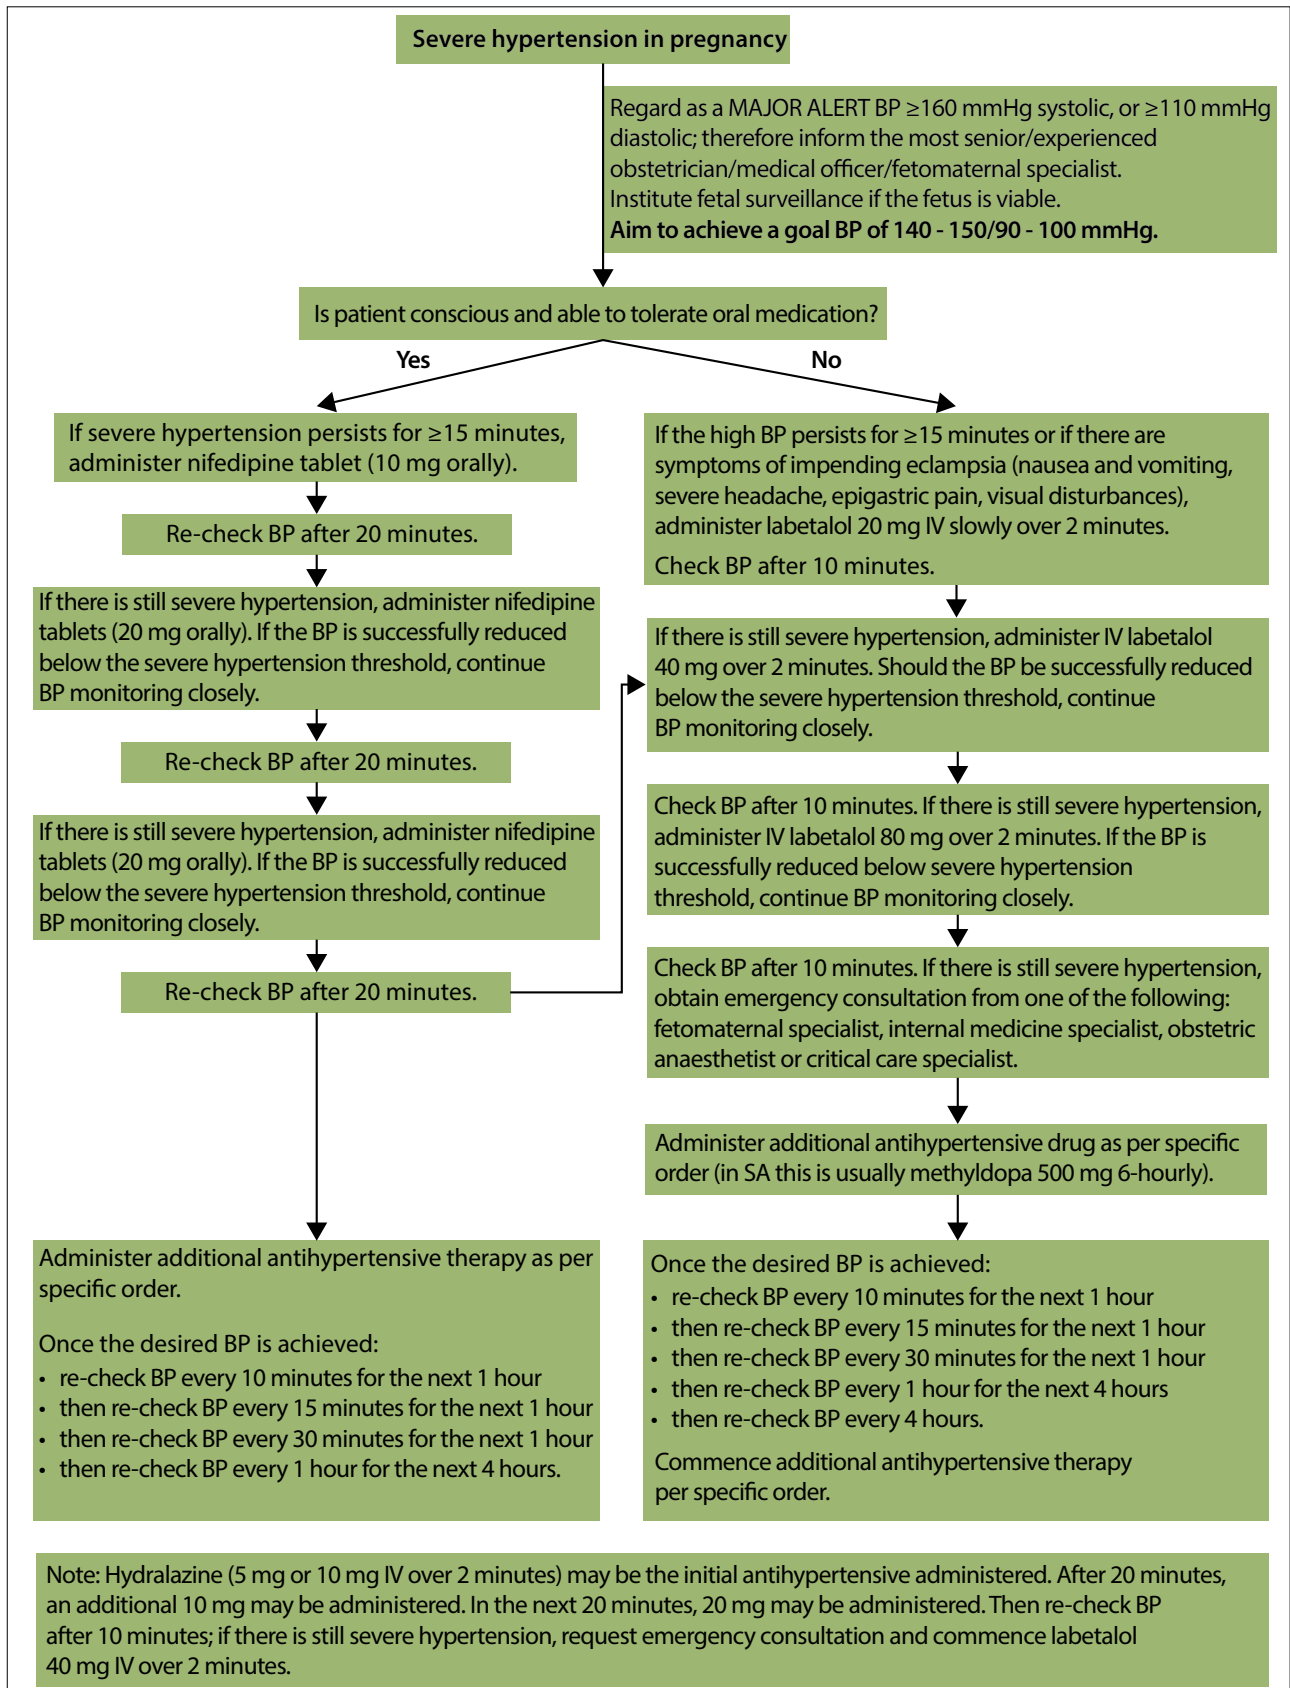 Severe hypertension in pregnancy
Regard as a MAJOR ALERT BP ≥160 mmHg systolic, or ≥110 mmHg
diastolic; therefore inform the most senior/experienced
obstetrician/medical officer/fetomaternal specialist.
Institute fetal surveillance if the fetus is viable.
Aim to achieve a goal BP of 140 - 150/90 - 100 mmHg.
Is patient conscious and able to tolerate oral medication?
Yes
No
If severe hypertension persists for ≥15 minutes,
administer nifedipine tablet (10 mg orally).
Re-check BP after 20 minutes.
If there is still severe hypertension, administer nifedipine
tablets (20 mg orally). If the BP is successfully reduced
below the severe hypertension threshold, continue
BP monitoring closely.
Re-check BP after 20 minutes.
If there is still severe hypertension, administer nifedipine
tablets (20 mg orally). If the BP is successfully reduced
below the severe hypertension threshold, continue
BP monitoring closely.
Re-check BP after 20 minutes.
Administer additional antihypertensive therapy as per
specific order.
Once the desired BP is achieved:
• re-check BP every 10 minutes for the next 1 hour
• then re-check BP every 15 minutes for the next 1 hour
• then re-check BP every 30 minutes for the next 1 hour
• then re-check BP every 1 hour for the next 4 hours.
If the high BP persists for ≥15 minutes or if there are
symptoms of impending eclampsia (nausea and vomiting,
severe headache, epigastric pain, visual disturbances),
administer labetalol 20 mg IV slowly over 2 minutes.
Check BP after 10 minutes.
If there is still severe hypertension, administer IV labetalol
40 mg over 2 minutes. Should the BP be successfully reduced
below the severe hypertension threshold, continue
BP monitoring closely.
Check BP after 10 minutes. If there is still severe hypertension,
administer IV labetalol 80 mg over 2 minutes. If the BP is
successfully reduced below severe hypertension
threshold, continue BP monitoring closely.
Check BP after 10 minutes. If there is still severe hypertension,
obtain emergency consultation from one of the following:
fetomaternal specialist, internal medicine specialist, obstetric
anaesthetist or critical care specialist.
Administer additional antihypertensive drug as per specific
order (in SA this is usually methyldopa 500 mg 6-hourly).
Once the desired BP is achieved:
• re-check BP every 10 minutes for the next 1 hour
• then re-check BP every 15 minutes for the next 1 hour
• then re-check BP every 30 minutes for the next 1 hour
• then re-check BP every 1 hour for the next 4 hours
• then re-check BP every 4 hours.
Commence additional antihypertensive therapy
per specific order.
Note: Hydralazine (5 mg or 10 mg IV over 2 minutes) may be the initial antihypertensive administered. After 20 minutes,
an additional 10 mg may be administered. In the next 20 minutes, 20 mg may be administered. Then re-check BP
after 10 minutes; if there is still severe hypertension, request emergency consultation and commence labetalol
40 mg IV over 2 minutes.